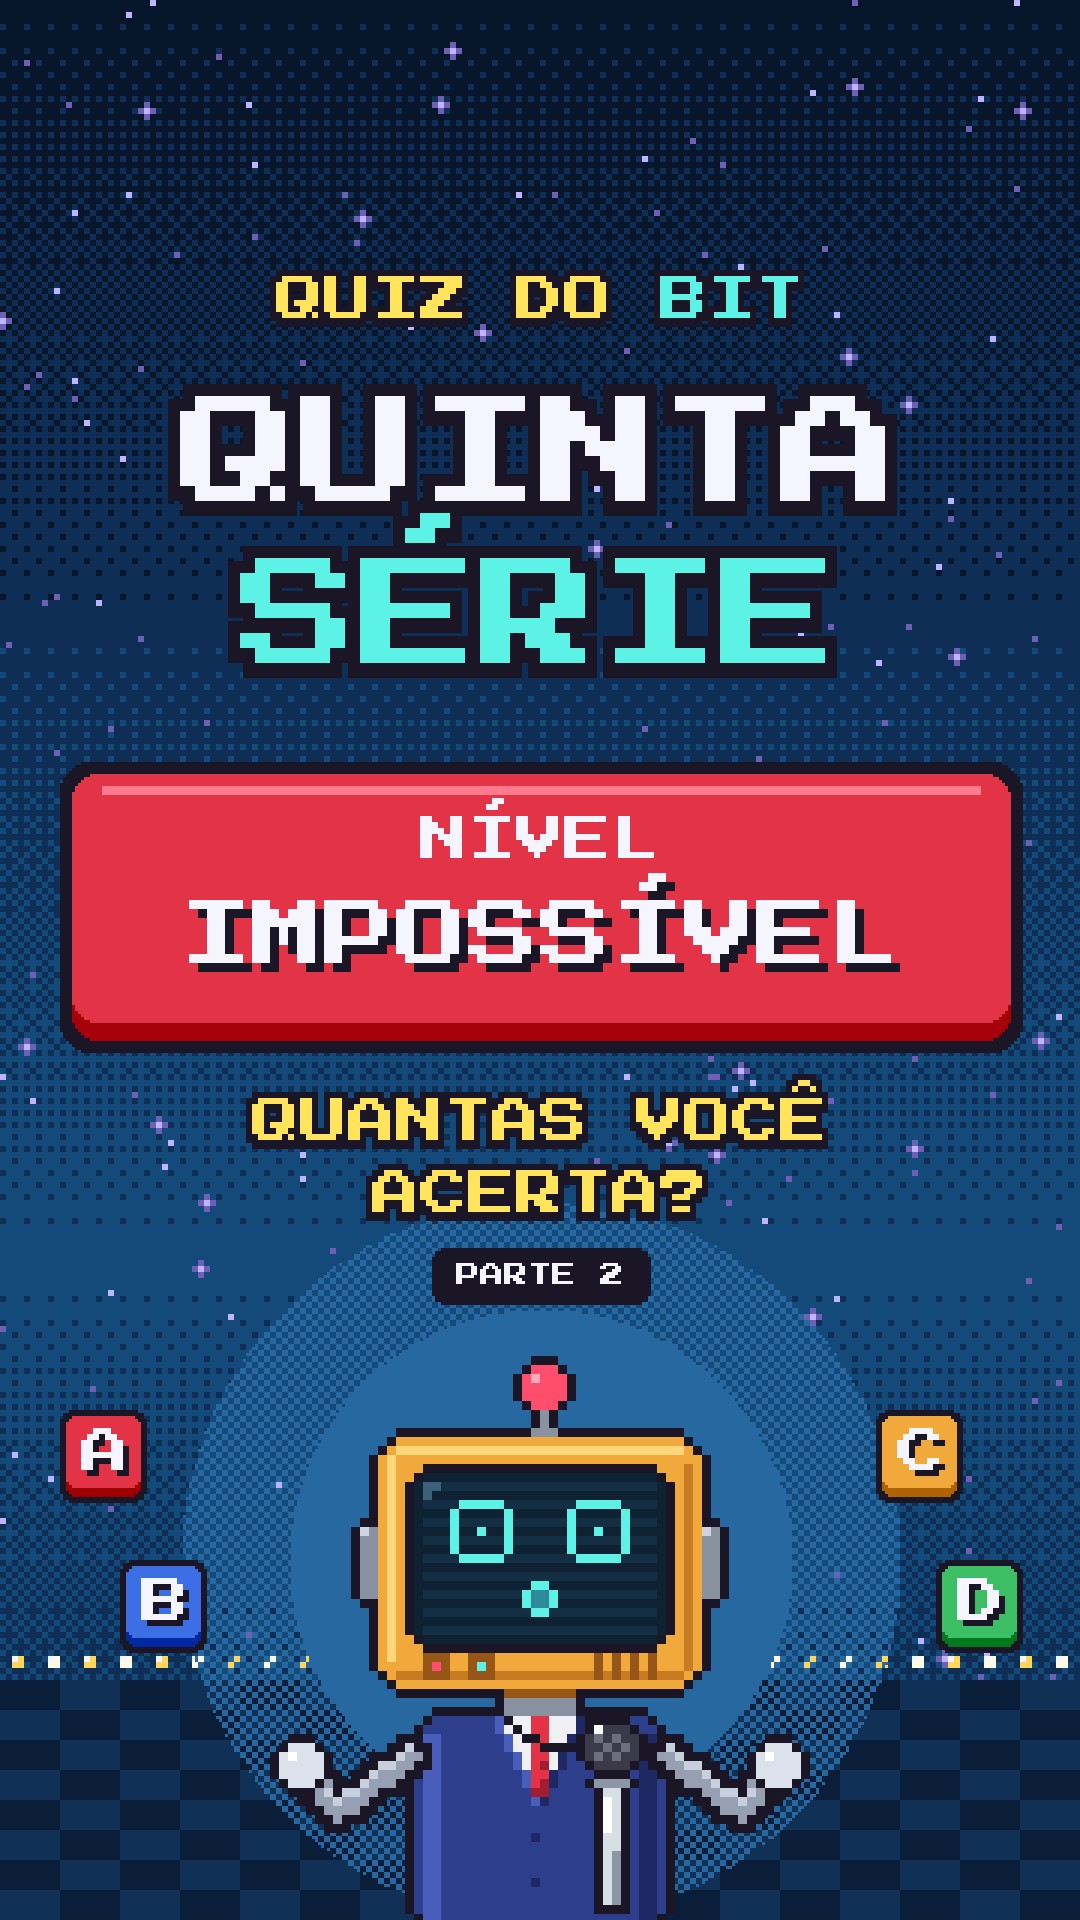 QUIZ DO BIT
QUINTA
SÉRIE
NÍVEL
IMPOSSÍVEL
QUANTAS VOCÊ
ACERTA?
PARTE 2
A
C
B
D